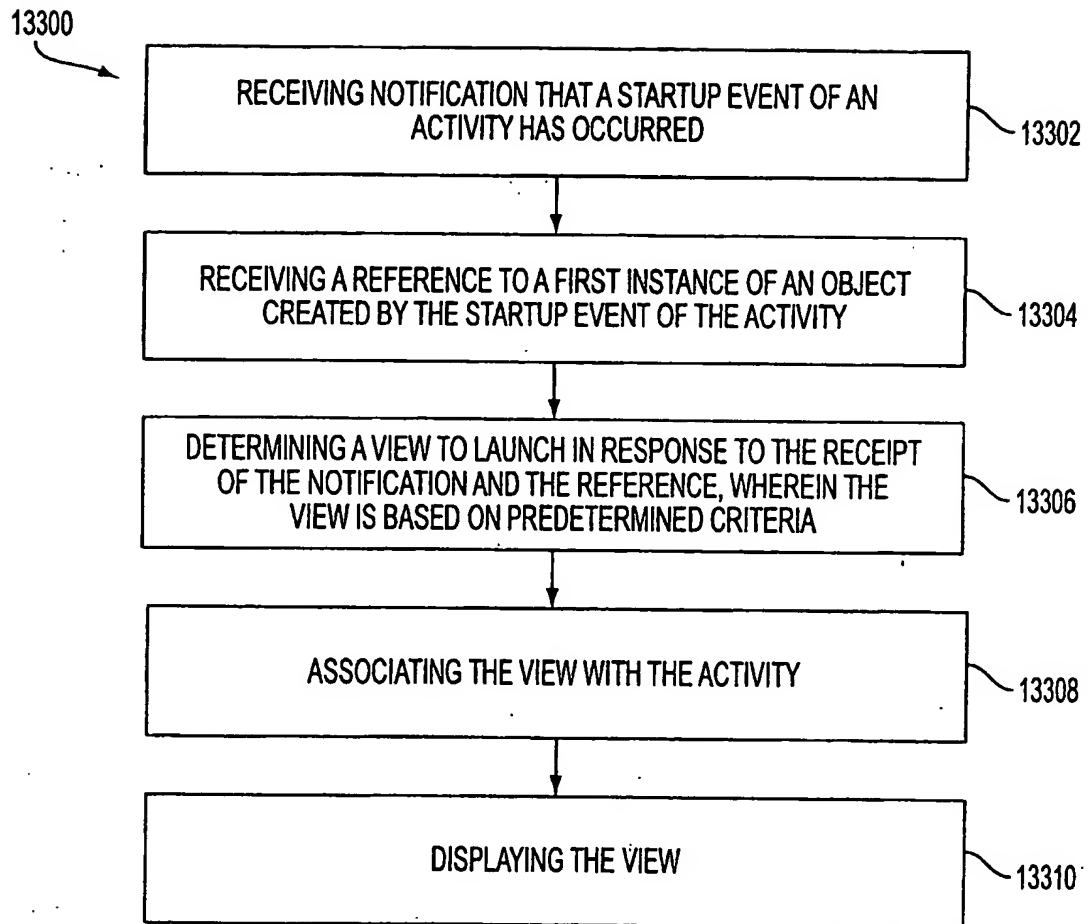 13300
RECEIVING NOTIFICATION THAT A STARTUP EVENT OF AN
ACTIVITY HAS OCCURRED
13302
RECEIVING A REFERENCE TO A FIRST INSTANCE OF AN OBJECT
CREATED BY THE STARTUP EVENT OF THE ACTIVITY
13304
DETERMINING A VIEW TO LAUNCH IN RESPONSE TO THE RECEIPT
OF THE NOTIFICATION AND THE REFERENCE, WHEREIN THE
VIEW IS BASED ON PREDETERMINED CRITERIA
13306
ASSOCIATING THE VIEW WITH THE ACTIVITY
13308
DISPLAYING THE VIEW
13310